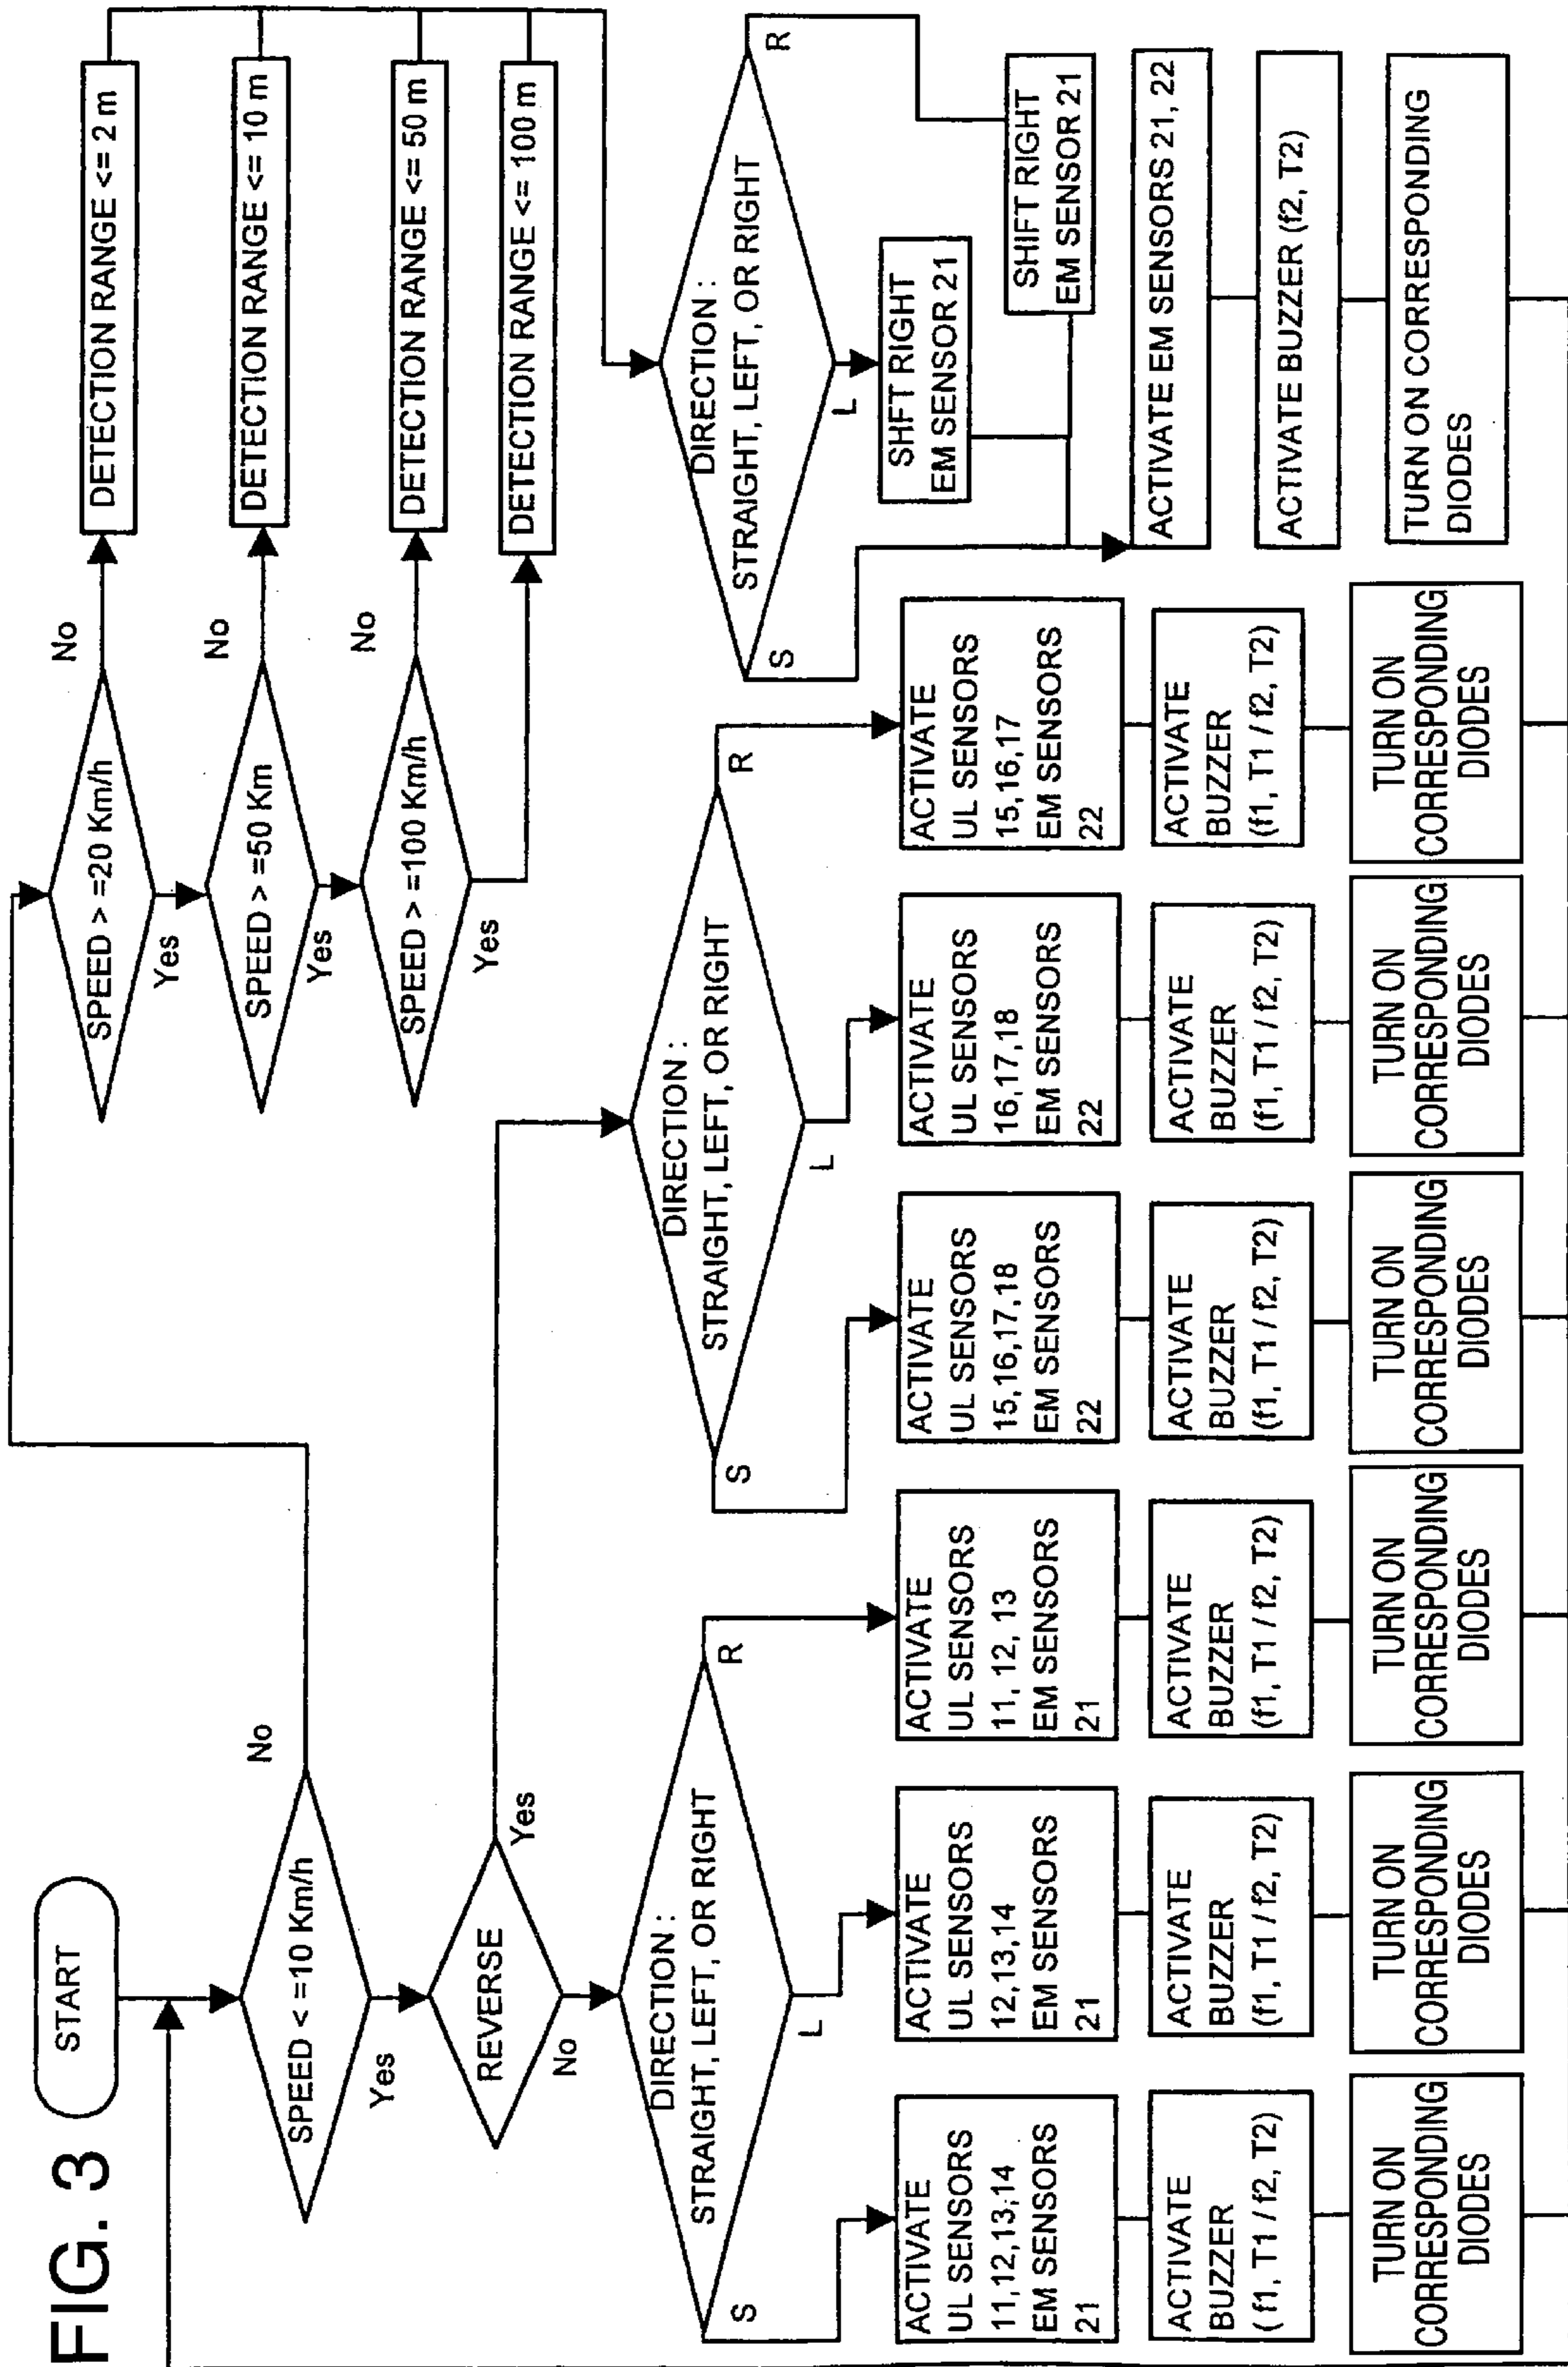 FIG. 3
START
SPEED < =10 Km/h
No
Yes
REVERSE
Yes
No
SPEED > =20 Km/h
No
Yes
SPEED > =50 Km
No
Yes
SPEED > =100 Km/h
No
Yes
DETECTION RANGE <= 2 m
DETECTION RANGE <= 10 m
DETECTION RANGE <= 50 m
DETECTION RANGE <= 100 m
DIRECTION :
STRAIGHT, LEFT, OR RIGHT
S
L
R
DIRECTION :
STRAIGHT, LEFT, OR RIGHT
S
L
R
DIRECTION :
STRAIGHT, LEFT, OR RIGHT
S
L
R
SHFT RIGHT
EM SENSOR 21
SHIFT RIGHT
EM SENSOR 21
ACTIVATE
UL SENSORS
11,12,13,14
EM SENSORS
21
ACTIVATE
UL SENSORS
12,13,14
EM SENSORS
21
ACTIVATE
UL SENSORS
11, 12, 13
EM SENSORS
21
ACTIVATE
UL SENSORS
15,16,17,18
EM SENSORS
22
ACTIVATE
UL SENSORS
16,17,18
EM SENSORS
22
ACTIVATE
UL SENSORS
15,16,17
EM SENSORS
22
ACTIVATE EM SENSORS 21, 22
ACTIVATE
BUZZER
( f1, T1 / f2, T2)
ACTIVATE
BUZZER
(f1, T1 / f2, T2)
ACTIVATE
BUZZER
(f1, T1 / f2, T2)
ACTIVATE
BUZZER
(f1, T1 / f2, T2)
ACTIVATE
BUZZER
(f1, T1 / f2, T2)
ACTIVATE
BUZZER
(f1, T1 / f2, T2)
ACTIVATE BUZZER (f2, T2)
TURN ON
CORRESPONDING
DIODES
TURN ON
CORRESPONDING
DIODES
TURN ON
CORRESPONDING
DIODES
TURN ON
CORRESPONDING
DIODES
TURN ON
CORRESPONDING
DIODES
TURN ON
CORRESPONDING
DIODES
TURN ON CORRESPONDING
DIODES